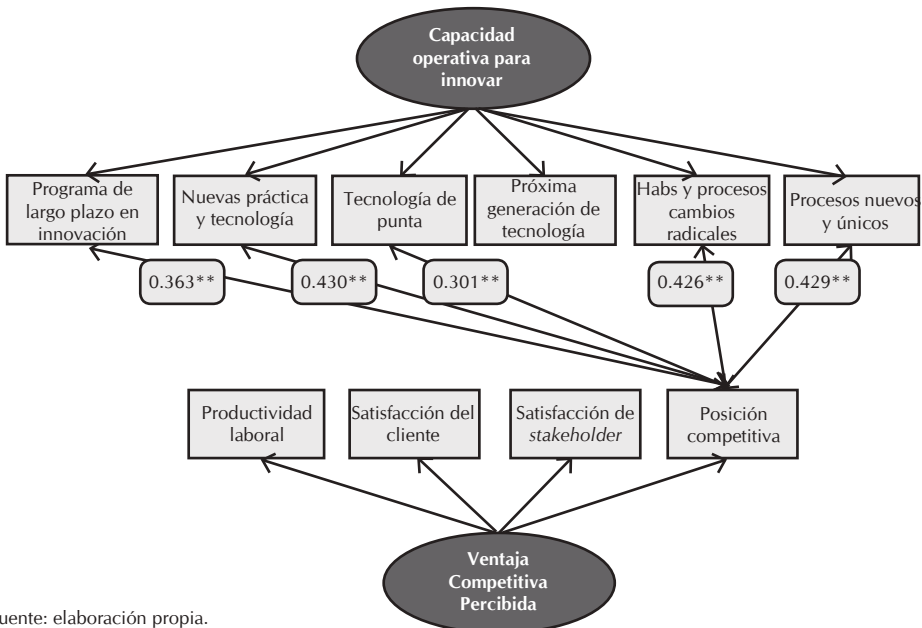 Capacidad
operativa para
innovar
Programa de
largo plazo en
innovación
Nuevas práctica
y tecnología
Tecnología de
punta
Próxima
generación de
tecnología
Habs y procesos
cambios
radicales
Procesos nuevos
y únicos
0.363**
0.430**
0.301**
0.426**
0.429**
Productividad
laboral
Satisfacción del
cliente
Satisfacción de
stakeholder
Posición
competitiva
Ventaja
Competitiva
Percibida
uente: elaboración propia.